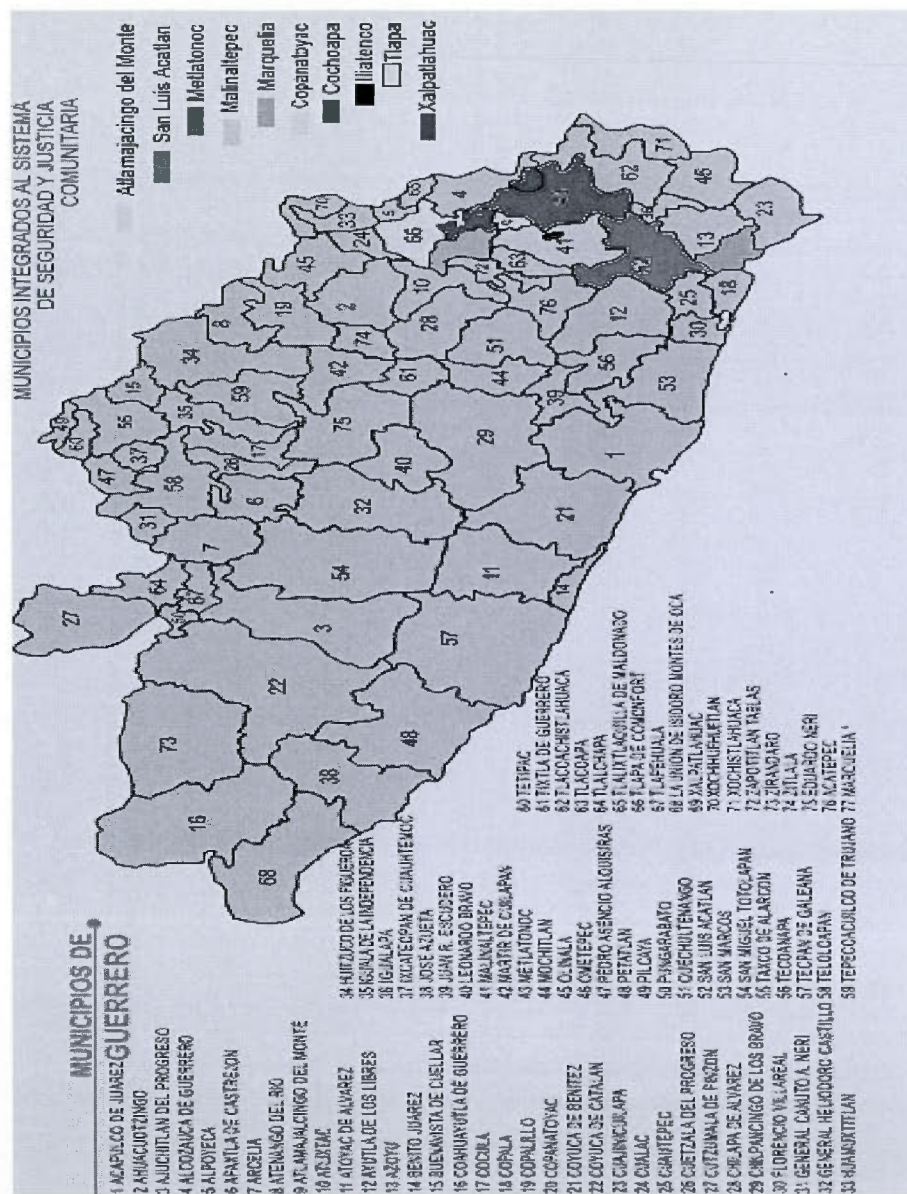 MUNICIPIOS INTEGRADOS AL SISTEMA
DE SEGURIDAD Y JUSTICIA
COMUNITARIA
Atlamajacingo del Monte
San Luis Acatlan
Metlatonoc
Malinaltepec
Marquelia
Copanatoyac
Cochoapa
Iliatenco
Tlapa
Xalpatlahuac
MUNICIPIOS DE
GUERRERO
1 ACAPULCO DE JUAREZ
2 AHUACUOTZINGO
3 AJUCHITLAN DEL PROGRESO
4 ALCOZAUCA DE GUERRERO
5 ALPOYECA
6 APAXTLA DE CASTREJON
7 ARCELIA
8 ATENANGO DEL RIO
9 ATLAMAJALCINGO DEL MONTE
10 ATLIXTAC
11 ATOYAC DE ALVAREZ
12 AYUTLA DE LOS LIBRES
13 AZOYU
14 BENITO JUAREZ
15 BUENAVISTA DE CUELLAR
16 COAHUAYUTLA DE GUERRERO
17 COCULA
18 COPALA
19 COPALILLO
20 COPANATOYAC
21 COYUCA DE BENITEZ
22 COYUCA DE CATALAN
23 CUAJINICUILAPA
24 CUALAC
25 CUAUTEPEC
26 CUETZALA DEL PROGRESO
27 CUTZAMALA DE PINZON
28 CHILAPA DE ALVAREZ
29 CHILPANCINGO DE LOS BRAVO
30 FLORENCIO VILLAREAL
31 GENERAL CANUTO A. NERI
32 GENERAL HELIODORO CASTILLO
33 HUAMUXTITLAN
34 HUITZUCO DE LOS FIGUEROA
35 IGUALA DE LA INDEPENDENCIA
36 IGUALAPA
37 IXCATEOPAN DE CUAUHTEMOC
38 JOSE AZUETA
39 JUAN R. ESCUDERO
40 LEONARDO BRAVO
41 MALINALTEPEC
42 MARTIR DE CUILAPAN
43 METLATONOC
44 MOCHITLAN
45 OLINALA
46 OMETEPEC
47 PEDRO ASENCIO ALQUISIRAS
48 PETATLAN
49 PILCAYA
50 PUNGARABATO
51 QUECHULTENANGO
52 SAN LUIS ACATLAN
53 SAN MARCOS
54 SAN MIGUEL TOTOLAPAN
55 TAXCO DE ALARCON
56 TECOANAPA
57 TECPAN DE GALEANA
58 TELOLOAPAN
59 TEPECOACUILCO DE TRUJANO
60 TETIPAC
61 TIXTLA DE GUERRERO
62 TLACOACHISTLAHUACA
63 TLACOAPA
64 TLALCHAPA
65 TLALIXTLAQUILLA DE MALDONADO
66 TLAPA DE COMONFORT
67 TLAPEHUALA
68 LA UNION DE ISIDORO MONTES DE OCA
69 XALPATLAHUAC
70 XOCHIHUEHUETLAN
71 XOCHISTLAHUACA
72 ZAPOTITLAN TABLAS
73 ZIRANDARO
74 ZITLALA
75 EDUARDO NERI
76 ACATEPEC
77 MARQUELIA